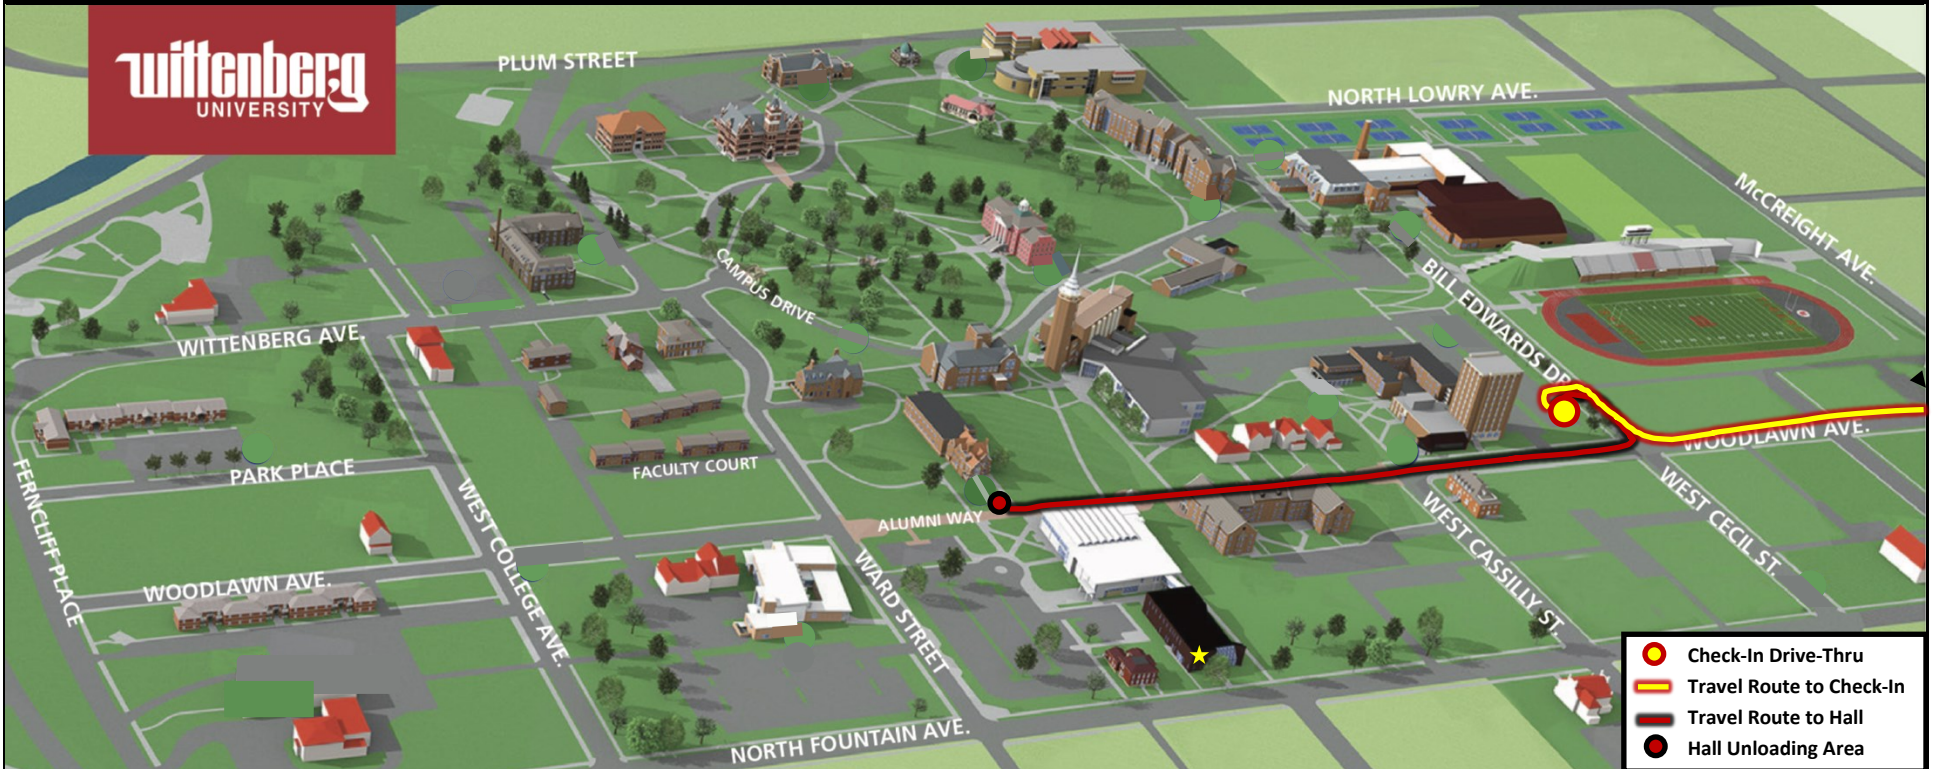 wittenberg
UNIVERSITY
PLUM STREET
NORTH LOWRY AVE.
McCREIGHT AVE.
CAMPUS DRIVE
BILL EDWARDS DR
WITTENBERG AVE.
WOODLAWN AVE.
FACULTY COURT
PARK PLACE
FERNCLIFF PLACE
WEST COLLEGE AVE.
ALUMNI WAY
WARD STREET
WEST CASSILLY ST.
WEST CECIL ST.
WOODLAWN AVE.
NORTH FOUNTAIN AVE.
Check-In Drive-Thru
Travel Route to Check-In
Travel Route to Hall
Hall Unloading Area